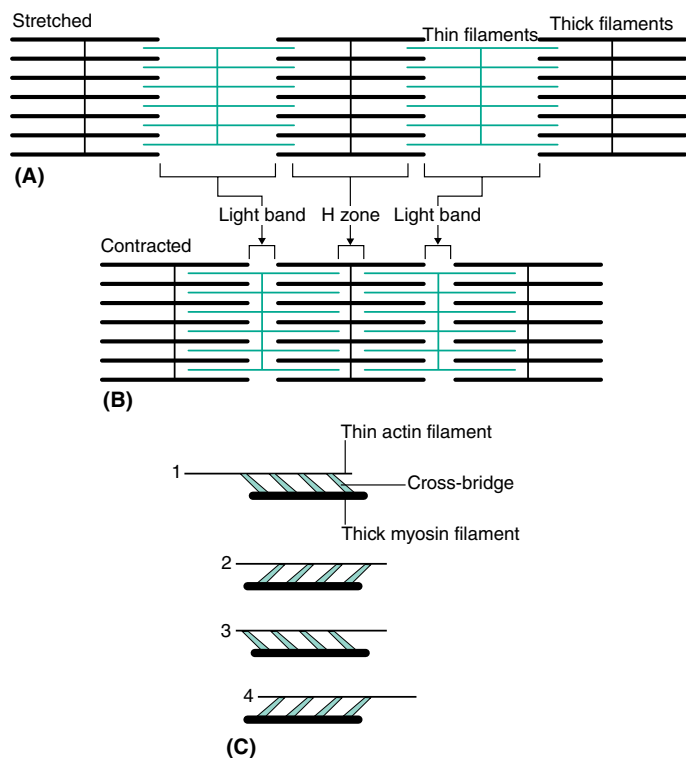 Stretched
Thin filaments
Thick filaments
(A)
Light band
H zone
Light band
Contracted
(B)
Thin actin filament
1
Cross-bridge
Thick myosin filament
2
3
4
(C)